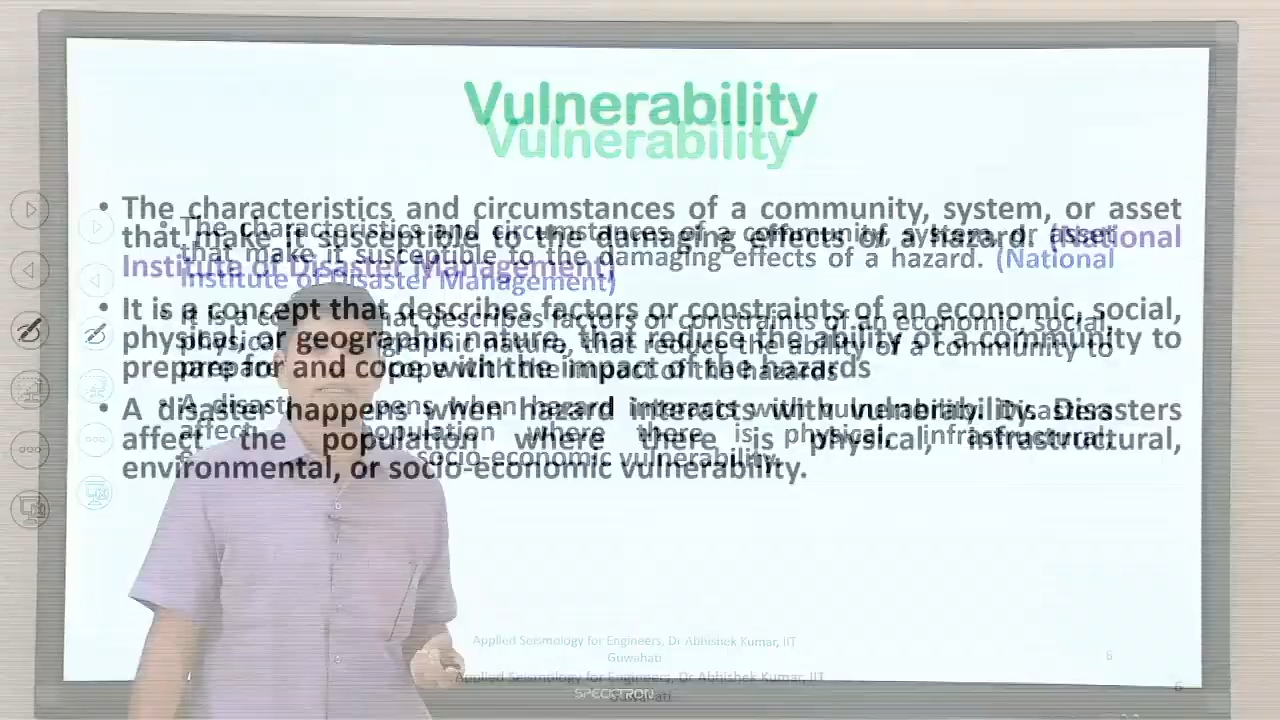 Vulnerability
• The characteristics and circumstances of a community, system, or asset
that make it susceptible to the damaging effects of a hazard. (National
Institute of Disaster Management)
• It is a concept that describes factors or constraints of an economic, social,
physical, or geographic nature, that reduce the ability of a community to
prepare for and cope with the impact of the hazards
• A disaster happens when hazard interacts with vulnerability. Disasters
affect the population where there is physical, infrastructural,
environmental, or socio-economic vulnerability.
Applied Seismology for Engineers, Dr Abhishek Kumar, IIT
Guwahati
6
SPECKTRON